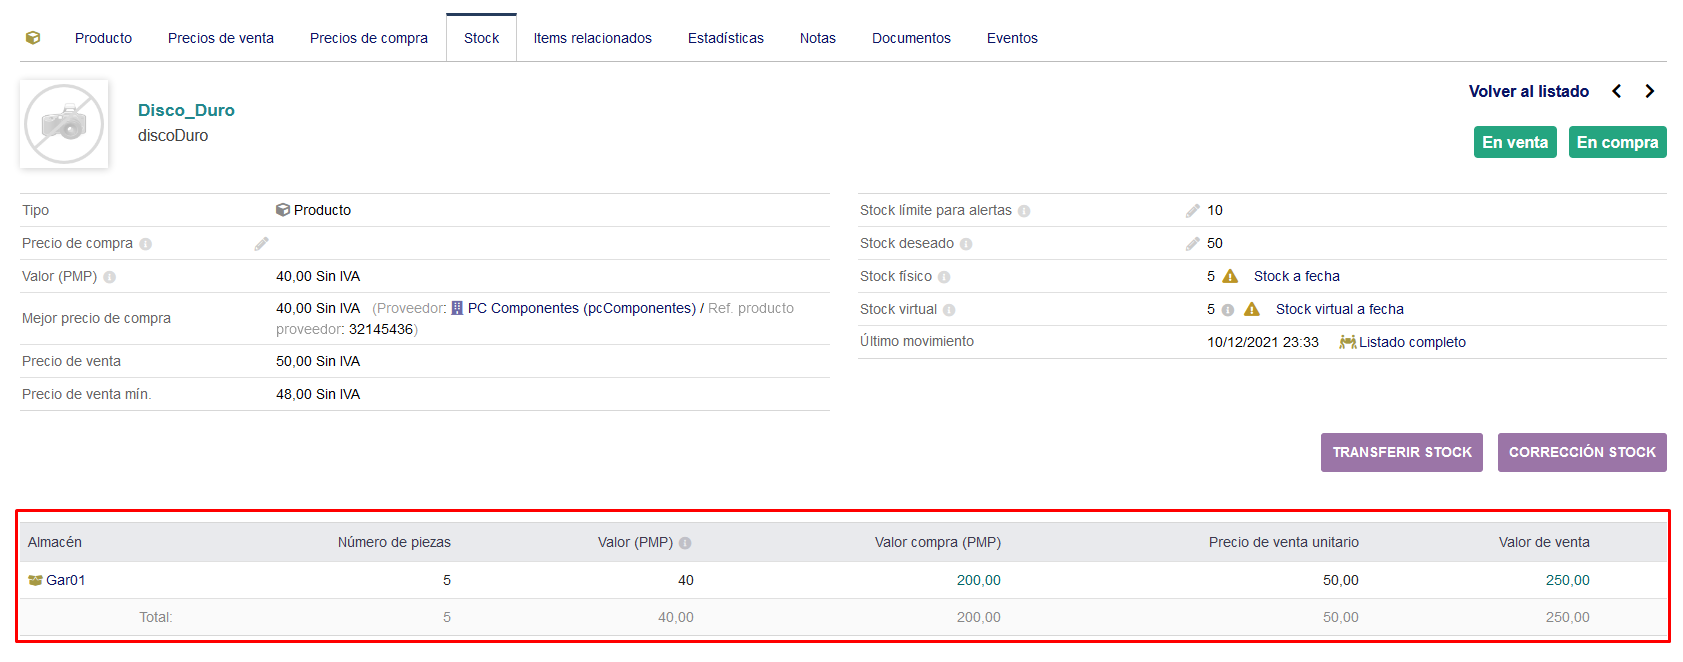 Producto Precios de venta Precios de compra Stock Items relacionados Estadísticas Notas Documentos Eventos
Volver al listado
Disco_Duro
discoDuro
En venta En compra
Tipo Producto
Precio de compra
Valor (PMP) 40,00 Sin IVA
Mejor precio de compra 40,00 Sin IVA (Proveedor: PC Componentes (pcComponentes) / Ref. producto
proveedor: 32145436)
Precio de venta 50,00 Sin IVA
Precio de venta mín. 48,00 Sin IVA
Stock límite para alertas 10
Stock deseado 50
Stock físico 5 Stock a fecha
Stock virtual 5 Stock virtual a fecha
Último movimiento 10/12/2021 23:33 Listado completo
TRANSFERIR STOCK CORRECCIÓN STOCK
Almacén Número de piezas Valor (PMP) Valor compra (PMP) Precio de venta unitario Valor de venta
Gar01 5 40 200,00 50,00 250,00
Total: 5 40,00 200,00 50,00 250,00